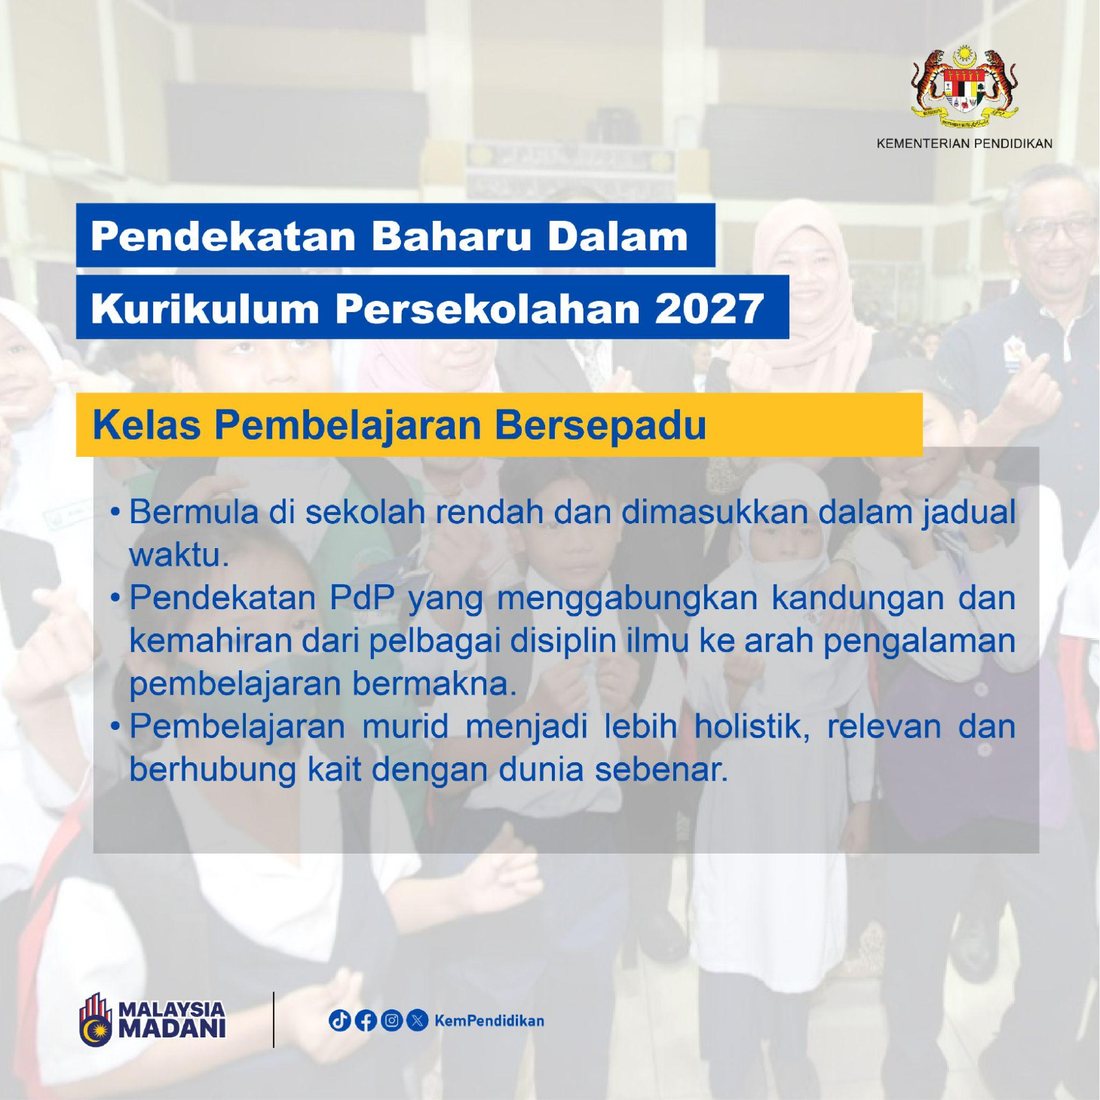 KEMENTERIAN PENDIDIKAN
Pendekatan Baharu Dalam
Kurikulum Persekolahan 2027
Kelas Pembelajaran Bersepadu
• Bermula di sekolah rendah dan dimasukkan dalam jadual
waktu.
• Pendekatan PdP yang menggabungkan kandungan dan
kemahiran dari pelbagai disiplin ilmu ke arah pengalaman
pembelajaran bermakna.
• Pembelajaran murid menjadi lebih holistik, relevan dan
berhubung kait dengan dunia sebenar.
MALAYSIA
MADANI
KemPendidikan